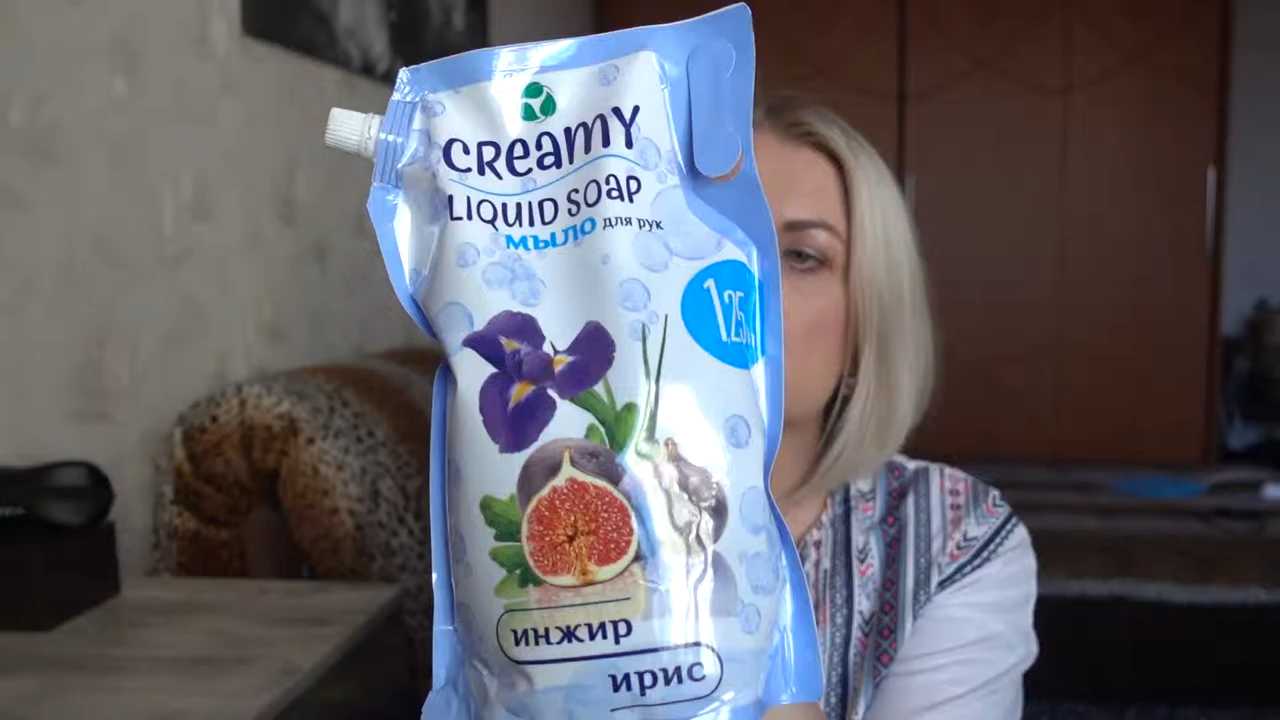 CREAMY
LIQUID SOAP
МЫЛО для рук
1,25
ИНЖИР
ИРИС